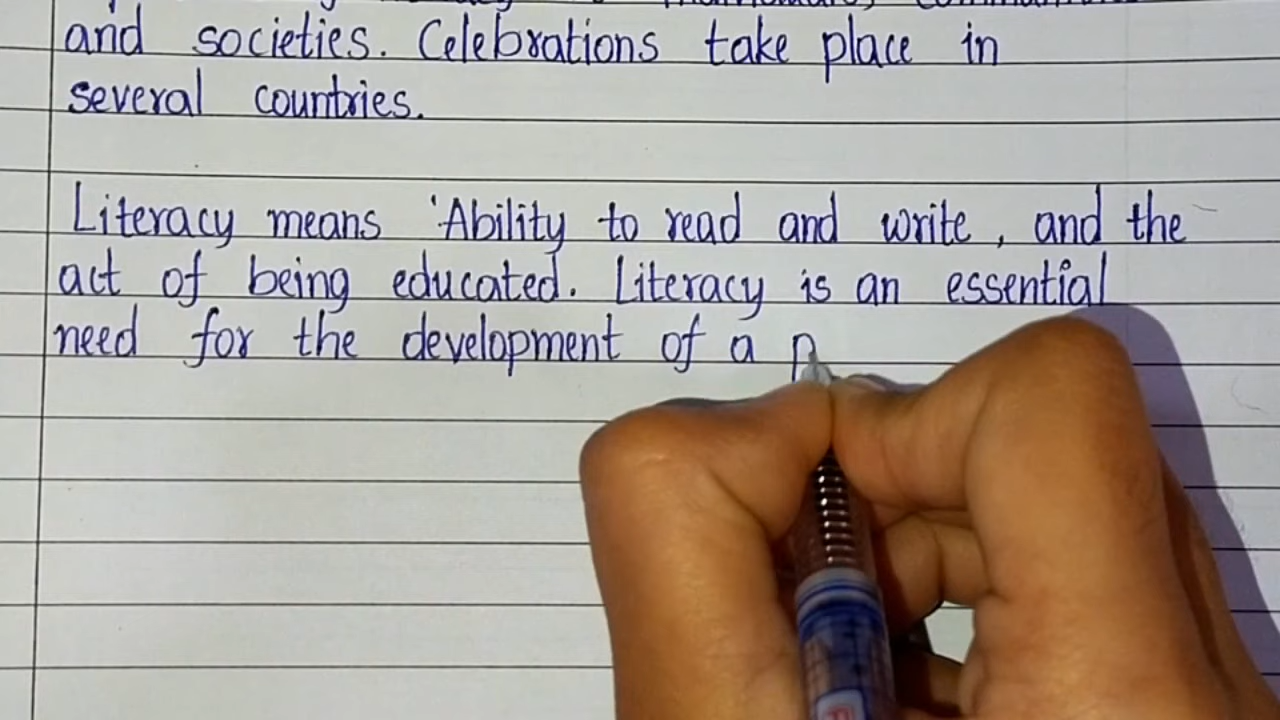 and societies. Celebrations take place in
several countries.
Literacy means 'Ability to read and write, and the
act of being educated. Literacy is an essential
need for the development of a p